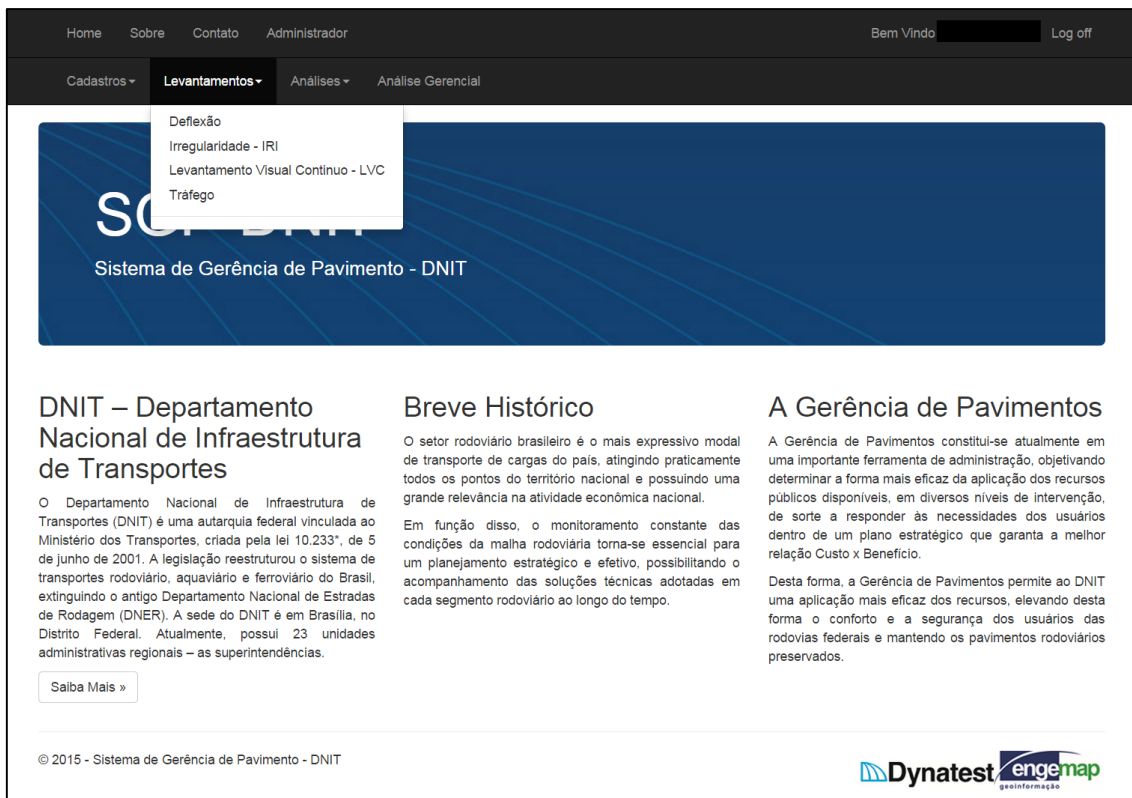 Home Sobre Contato Administrador Bem Vindo Log off
Cadastros Levantamentos Análises Análise Gerencial
Deflexão
Irregularidade - IRI
Levantamento Visual Continuo - LVC
Tráfego
Sistema de Gerência de Pavimento - DNIT
DNIT – Departamento
Nacional de Infraestrutura
de Transportes
O Departamento Nacional de Infraestrutura de
Transportes (DNIT) é uma autarquia federal vinculada ao
Ministério dos Transportes, criada pela lei 10.233*, de 5
de junho de 2001. A legislação reestruturou o sistema de
transportes rodoviário, aquaviário e ferroviário do Brasil,
extinguindo o antigo Departamento Nacional de Estradas
de Rodagem (DNER). A sede do DNIT é em Brasília, no
Distrito Federal. Atualmente, possui 23 unidades
administrativas regionais – as superintendências.
Saiba Mais »
Breve Histórico
O setor rodoviário brasileiro é o mais expressivo modal
de transporte de cargas do país, atingindo praticamente
todos os pontos do território nacional e possuindo uma
grande relevância na atividade econômica nacional.
Em função disso, o monitoramento constante das
condições da malha rodoviária torna-se essencial para
um planejamento estratégico e efetivo, possibilitando o
acompanhamento das soluções técnicas adotadas em
cada segmento rodoviário ao longo do tempo.
A Gerência de Pavimentos
A Gerência de Pavimentos constitui-se atualmente em
uma importante ferramenta de administração, objetivando
determinar a forma mais eficaz da aplicação dos recursos
públicos disponíveis, em diversos níveis de intervenção,
de sorte a responder às necessidades dos usuários
dentro de um plano estratégico que garanta a melhor
relação Custo x Benefício.
Desta forma, a Gerência de Pavimentos permite ao DNIT
uma aplicação mais eficaz dos recursos, elevando desta
forma o conforto e a segurança dos usuários das
rodovias federais e mantendo os pavimentos rodoviários
preservados.
© 2015 - Sistema de Gerência de Pavimento - DNIT
Dynatest engemap
geoinformação